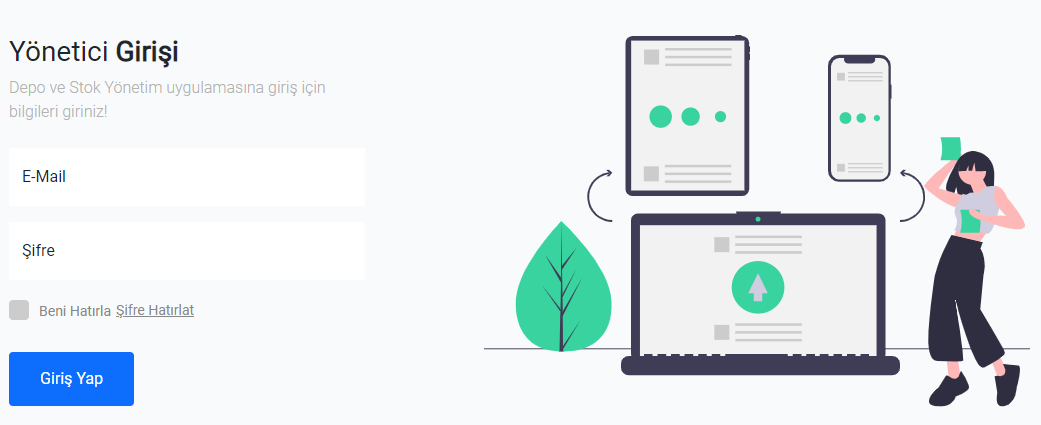 Yönetici Girişi
Depo ve Stok Yönetim uygulamasına giriş için
bilgileri giriniz!
E-Mail
Şifre
Beni Hatırla Şifre Hatırlat
Giriş Yap